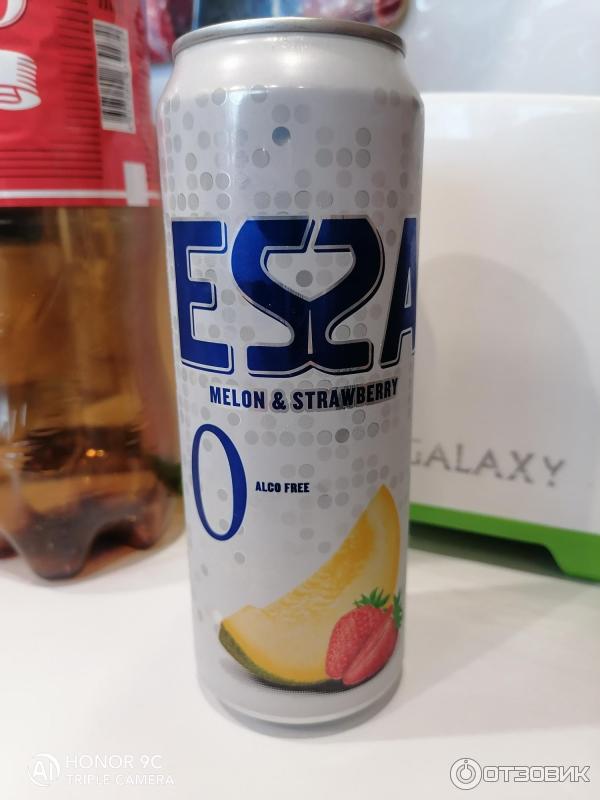 ESSA
MELON & STRAWBERRY
0
ALCO FREE
GALAXY
HONOR 9C
TRIPLE CAMERA
ОТЗОВИК